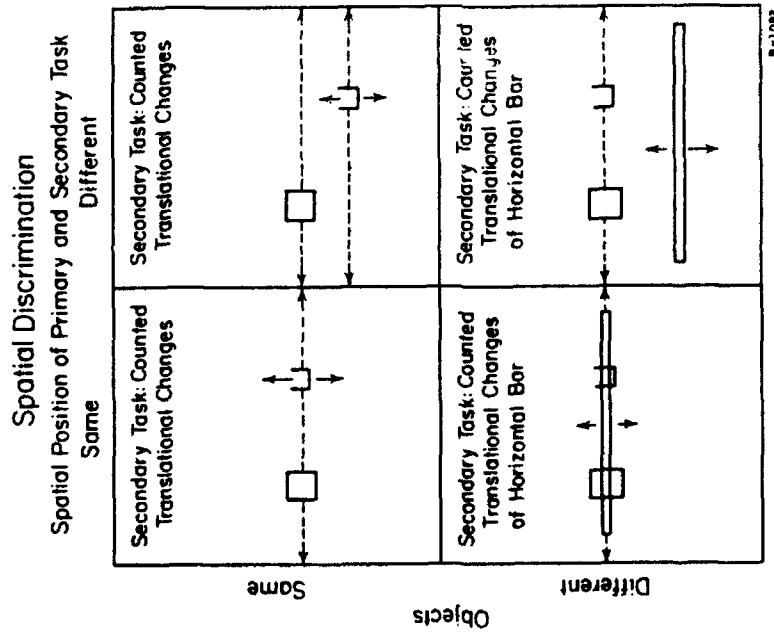 Spatial Discrimination
Spatial Position of Primary and Secondary Task
Same
Different
Objects
Same
Secondary Task: Counted
Translational Changes
Secondary Task: Counted
Translational Changes
Different
Secondary Task: Counted
Translational Changes
of Horizontal Bar
Secondary Task: Counted
Translational Changes
of Horizontal Bar